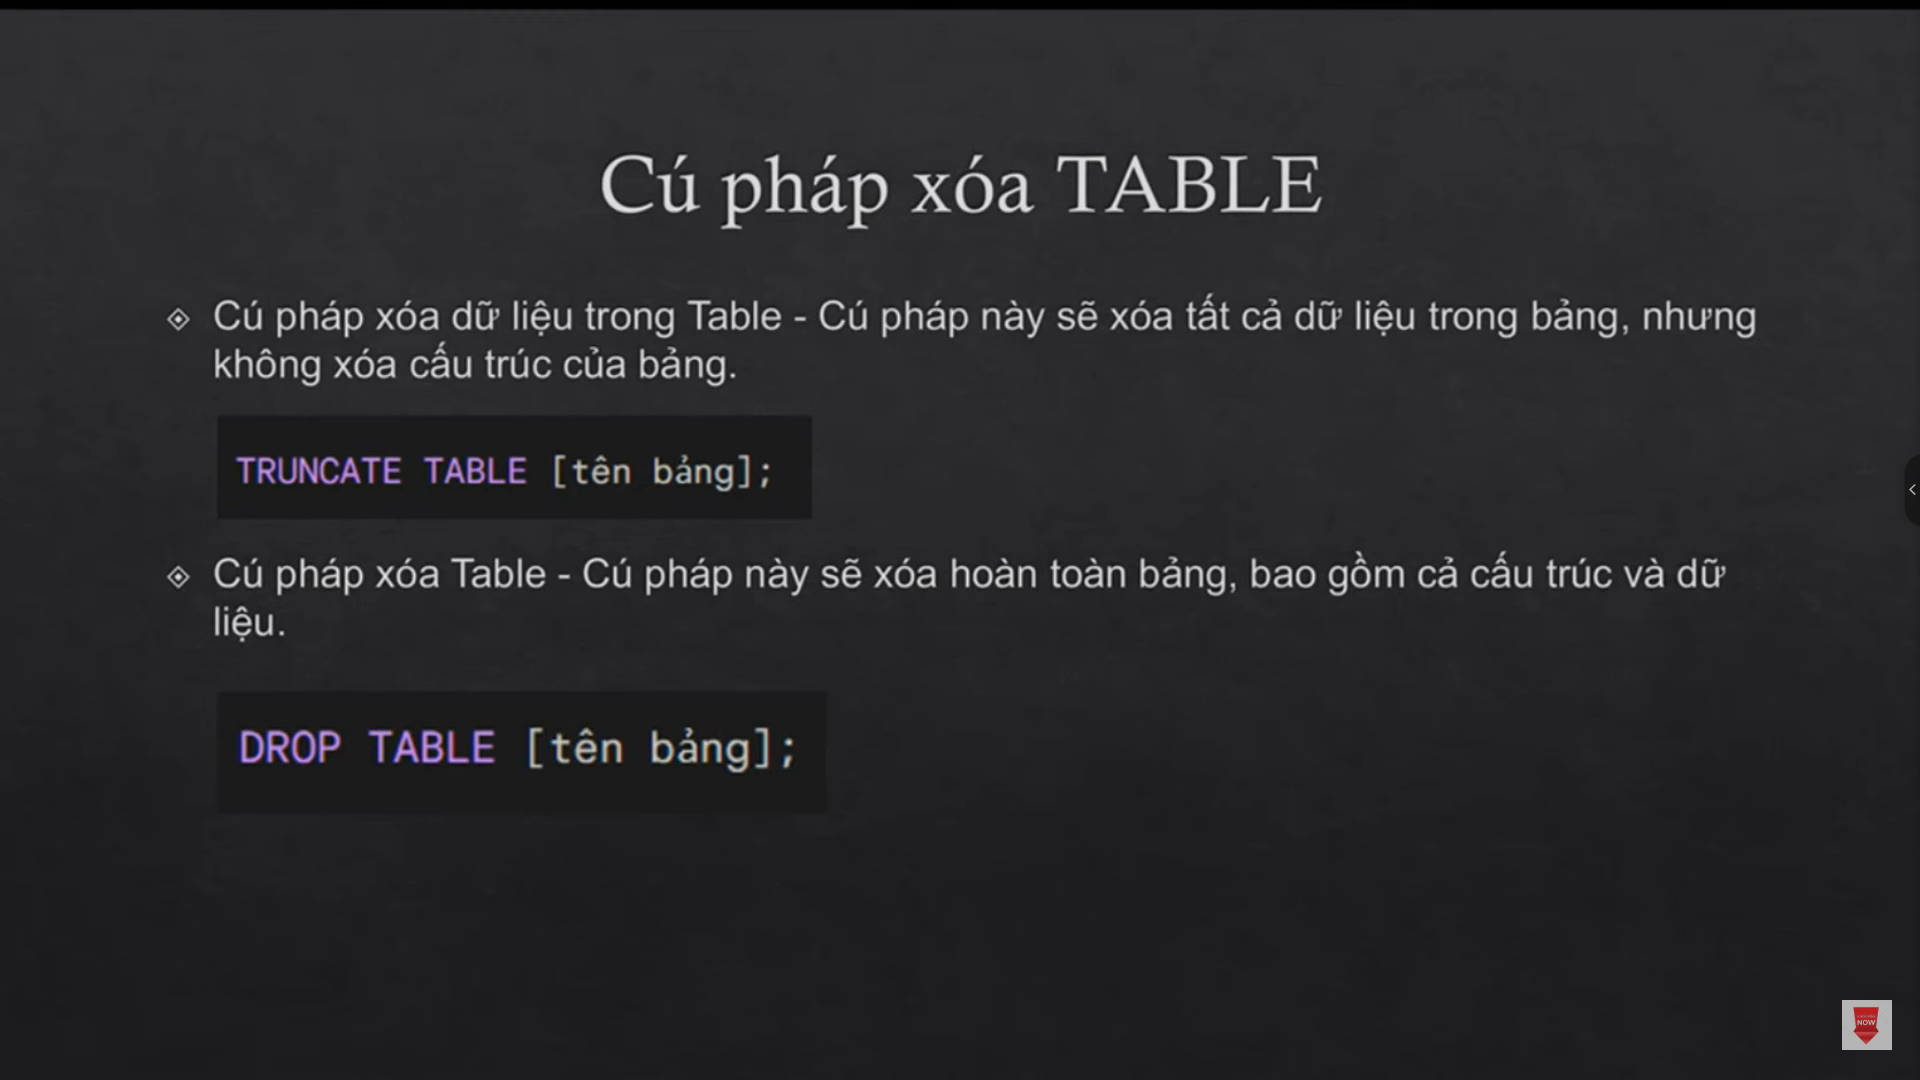 Cú pháp xóa TABLE
Cú pháp xóa dữ liệu trong Table - Cú pháp này sẽ xóa tất cả dữ liệu trong bảng, nhưng
không xóa cấu trúc của bảng.
TRUNCATE TABLE [tên bảng];
Cú pháp xóa Table - Cú pháp này sẽ xóa hoàn toàn bảng, bao gồm cả cấu trúc và dữ
liệu.
DROP TABLE [tên bảng];
NOW